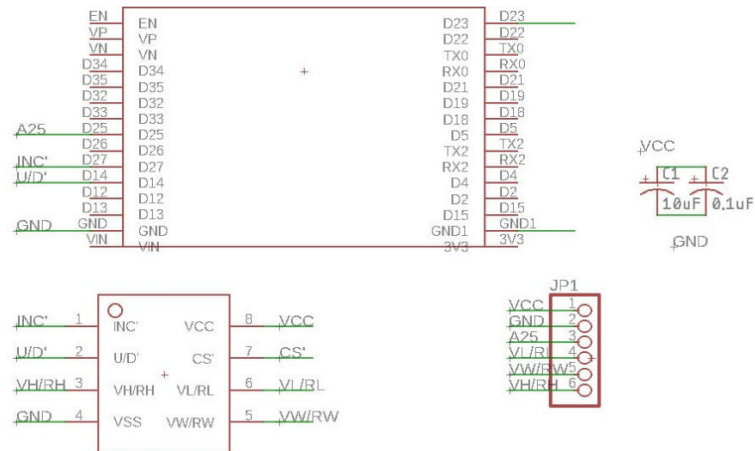 EN EN D23 D23
VP VP D22 D22
VN VN TX0 TX0
D34 D34 RX0 RX0
D35 D35 D21 D21
D32 D32 D19 D19
D33 D33 D18 D18
A25 D25 D25 D5 D5
D26 D26 TX2 TX2
INC' D27 D27 RX2 RX2
U/D' D14 D14 D4 D4
D12 D12 D2 D2
D13 D13 D15 D15
GND GND GND GND1 GND1
VIN VIN 3V3 3V3
VCC
C1 C2
10uF 0.1uF
GND
INC' 1 INC' VCC 8 VCC
U/D' 2 U/D' CS' 7 CS'
VH/RH 3 VH/RH VL/RL 6 VL/RL
GND 4 VSS VW/RW 5 VW/RW
JP1
VCC 1
GND 2
A25 3
VL/RL 4
VW/RW 5
VH/RH 6